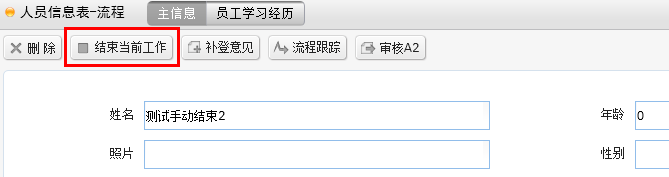 人员信息表-流程 主信息 员工学习经历
删除 结束当前工作 补登意见 流程跟踪 审核A2
姓名 测试手动结束2 年龄 0
照片 性别